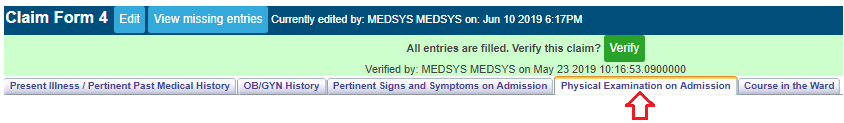 Claim Form 4 Edit View missing entries Currently edited by: MEDSYS MEDSYS on: Jun 10 2019 6:17PM
All entries are filled. Verify this claim? Verify
Verified by: MEDSYS MEDSYS on May 23 2019 10:16:53.0900000
Present Illness / Pertinent Past Medical History OB/GYN History Pertinent Signs and Symptoms on Admission Physical Examination on Admission Course in the Ward